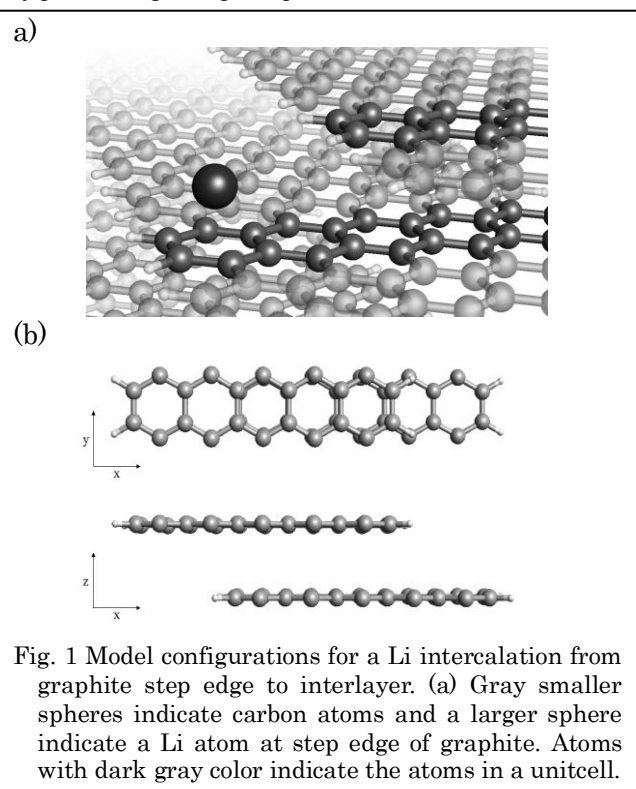 a)
(b)
y
x
z
x
Fig. 1 Model configurations for a Li intercalation from
graphite step edge to interlayer. (a) Gray smaller
spheres indicate carbon atoms and a larger sphere
indicate a Li atom at step edge of graphite. Atoms
with dark gray color indicate the atoms in a unitcell.